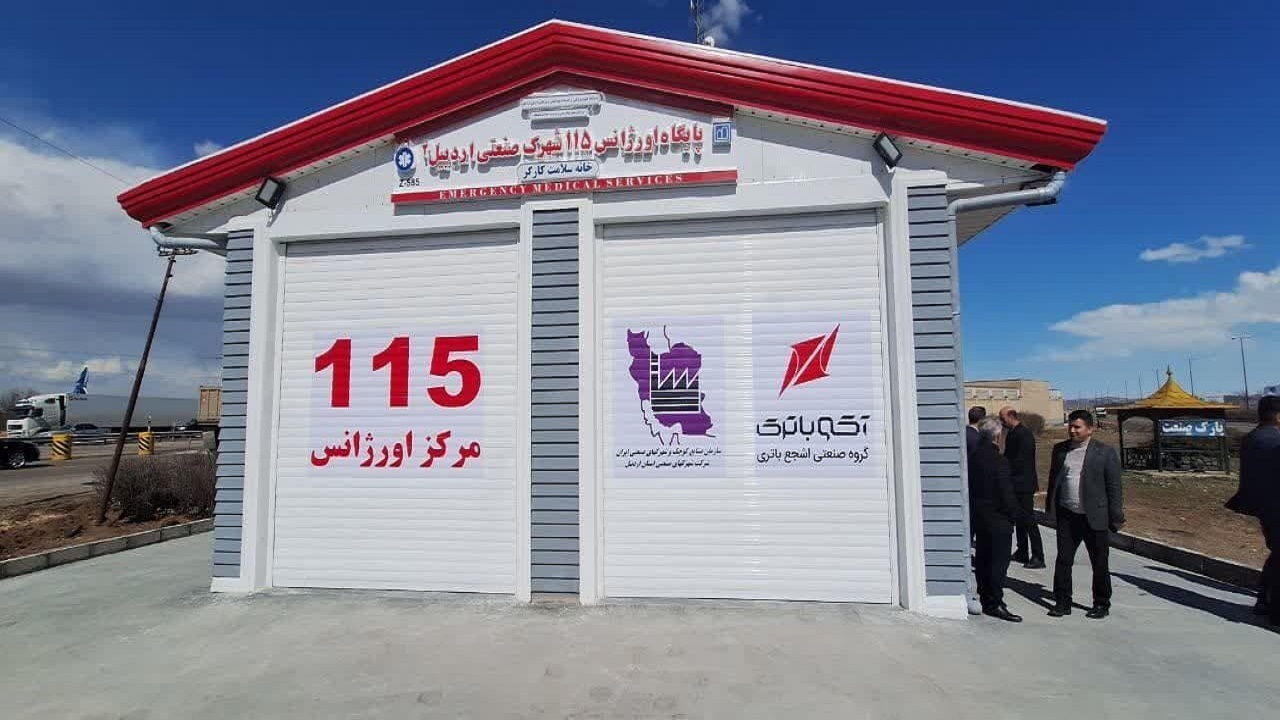 پایگاه اورژانس ۱۱۵ شهرک صنعتی اردبیل ۲
خانه سلامت کارگر
Z-585
EMERGENCY MEDICAL SERVICES
115
مرکز اورژانس
سازمان صنایع کوچک و شهرکهای صنعتی ایران
شرکت شهرکهای صنعتی استان اردبیل
آکو باتری
گروه صنعتی اشجع باتری
پارک صنعت